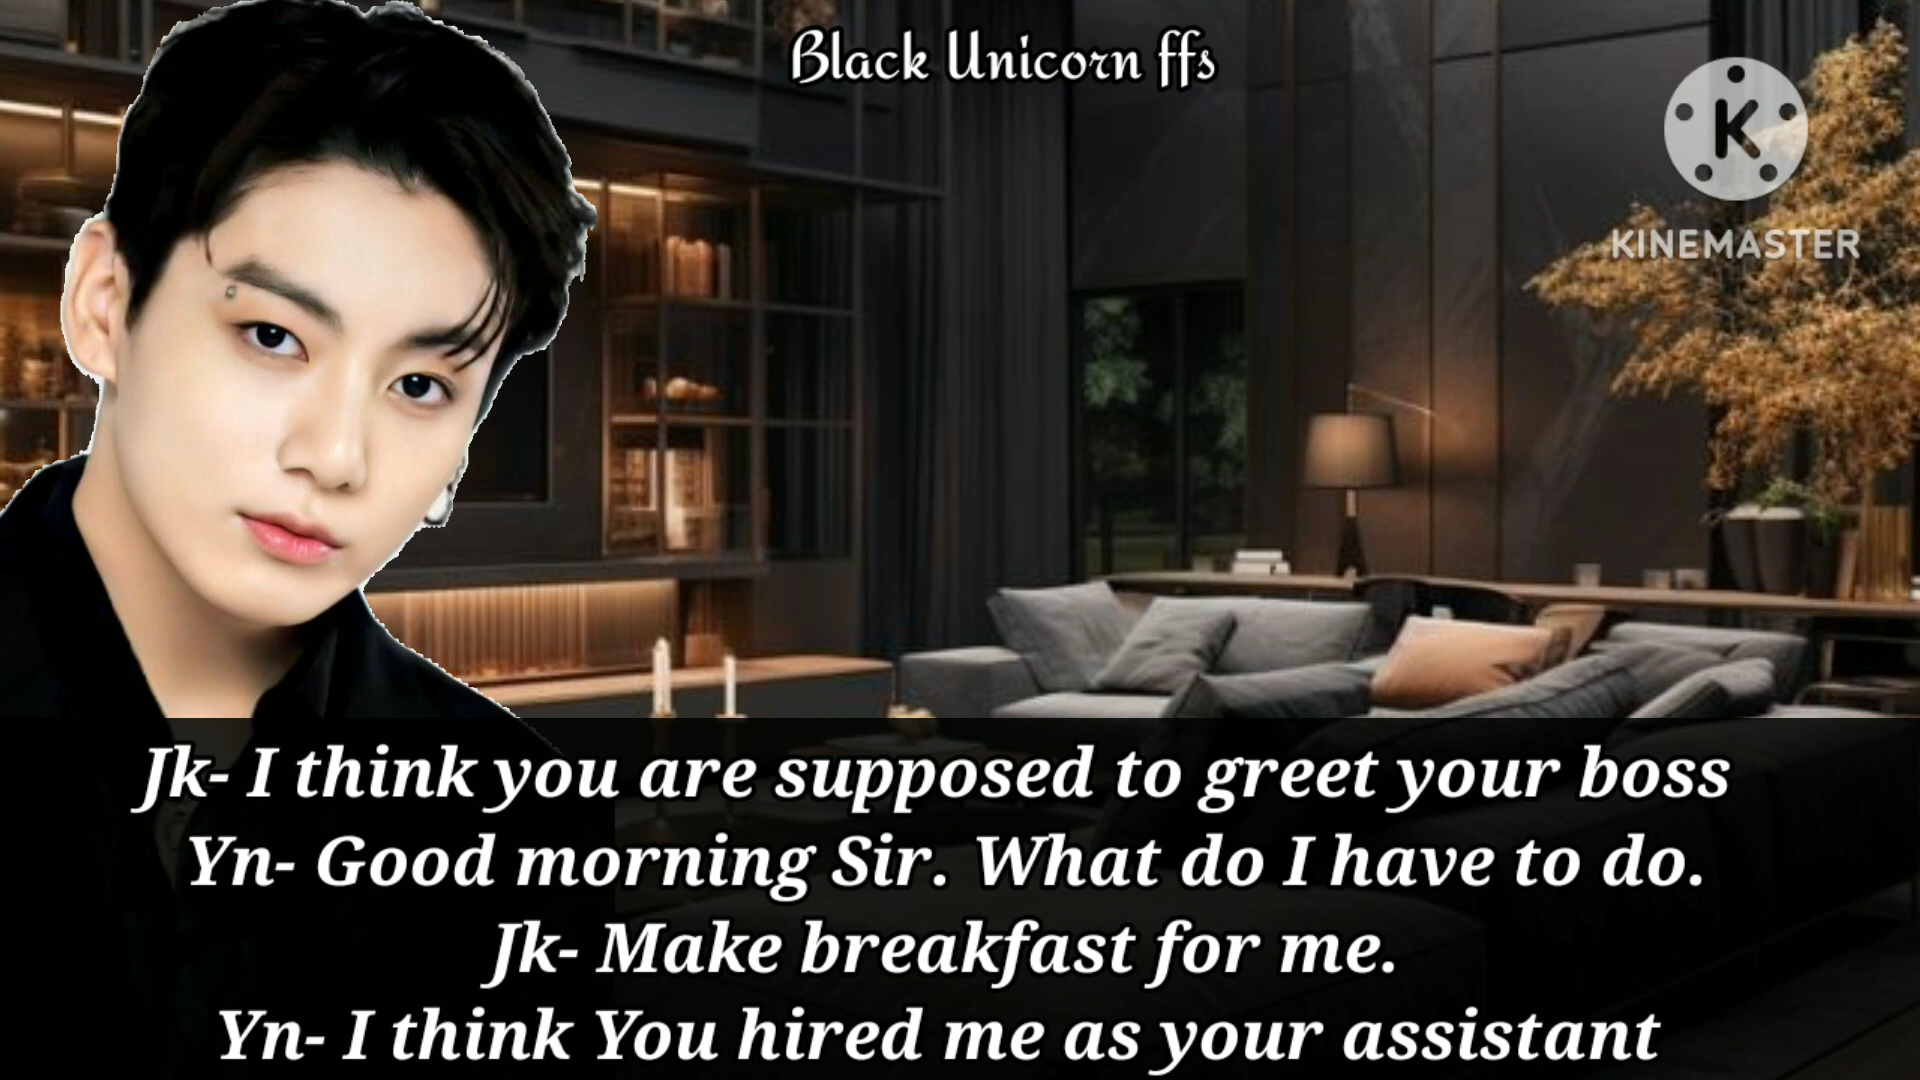 Black Unicorn ffs
K
KINEMASTER
Jk- I think you are supposed to greet your boss
Yn- Good morning Sir. What do I have to do.
Jk- Make breakfast for me.
Yn- I think You hired me as your assistant